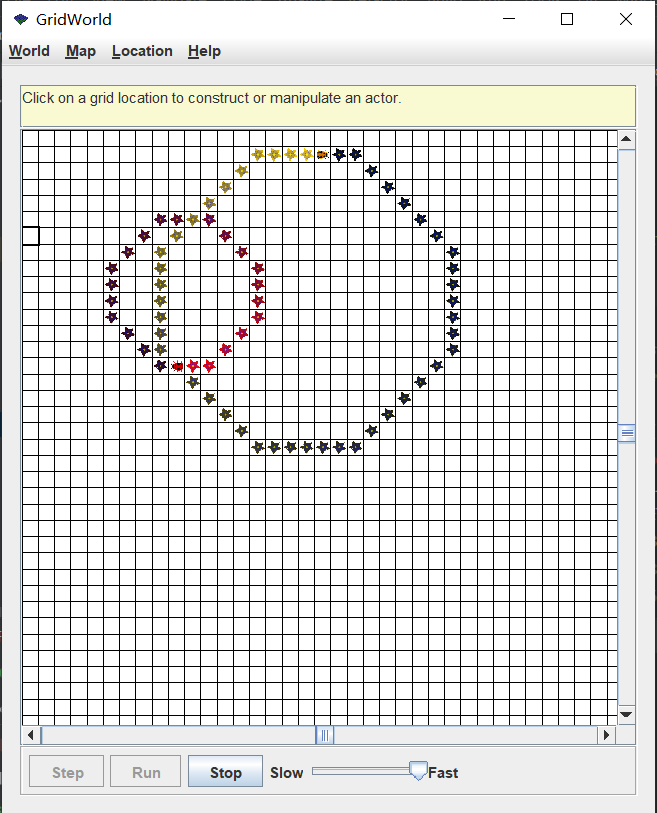 GridWorld
World Map Location Help
Click on a grid location to construct or manipulate an actor.
Step Run Stop Slow Fast